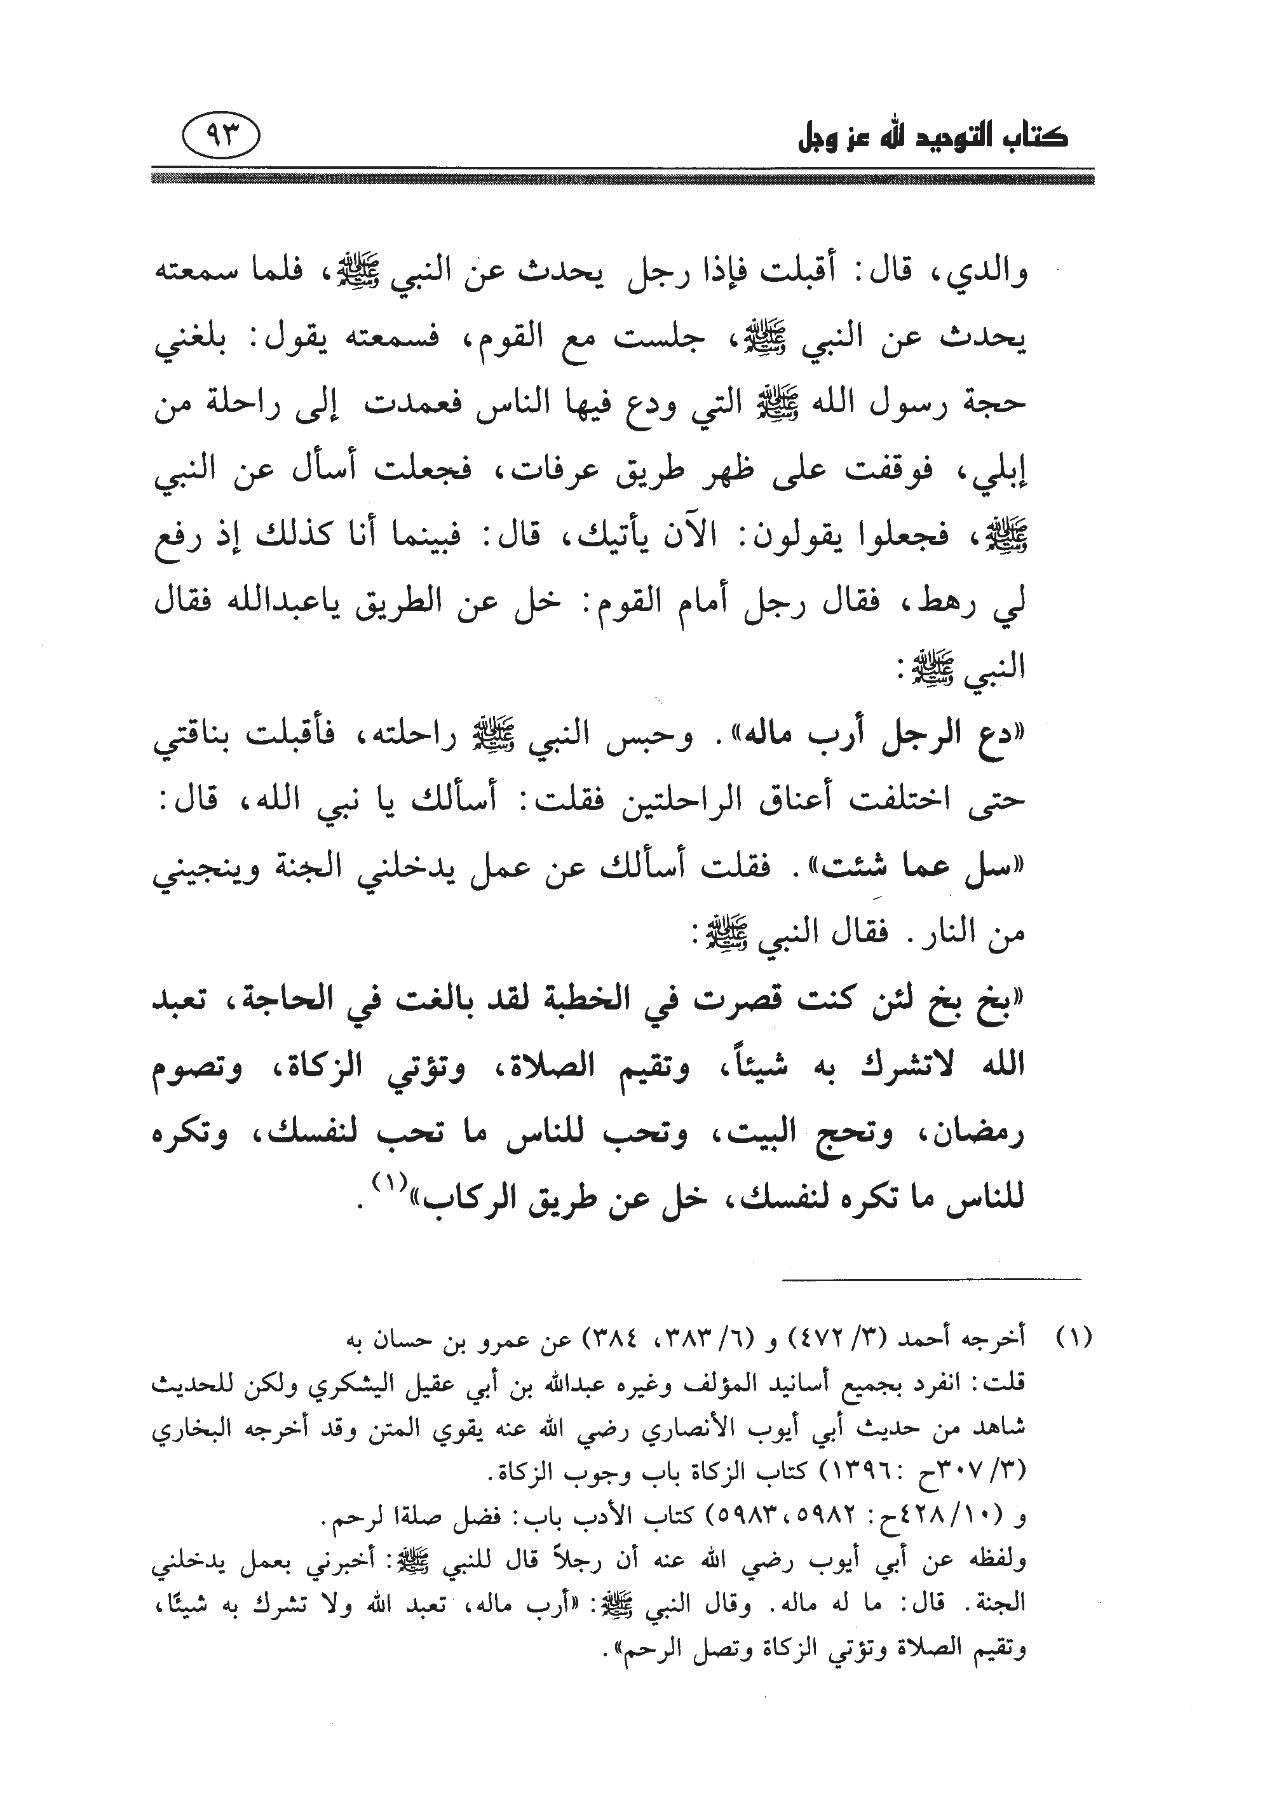 كتاب التوحيد لله عز وجل
٩٣
والدي، قال: أقبلت فإذا رجل يحدث عن النبي ﷺ، فلما سمعته
يحدث عن النبي ﷺ، جلست مع القوم، فسمعته يقول: بلغني
حجة رسول الله ﷺ التي ودع فيها الناس فعمدت إلى راحلة من
إبلي، فوقفت على ظهر طريق عرفات، فجعلت أسأل عن النبي
ﷺ، فجعلوا يقولون: الآن يأتيك، قال: فبينما أنا كذلك إذ رفع
لي رهط، فقال رجل أمام القوم: خل عن الطريق ياعبدالله فقال
النبي ﷺ:
«دع الرجل أرب ماله». وحبس النبي ﷺ راحلته، فأقبلت بناقتي
حتى اختلفت أعناق الراحلتين فقلت: أسألك يا نبي الله، قال:
«سل عما شئت». فقلت أسألك عن عمل يدخلني الجنة وينجيني
من النار. فقال النبي ﷺ:
«بخ بخ لئن كنت قصرت في الخطبة لقد بالغت في الحاجة، تعبد
الله لاتشرك به شيئاً، وتقيم الصلاة، وتؤتي الزكاة، وتصوم
رمضان، وتحج البيت، وتحب للناس ما تحب لنفسك، وتكره
للناس ما تكره لنفسك، خل عن طريق الركاب»(١).
(١) أخرجه أحمد (٣/ ٤٧٢) و (٦/ ٣٨٣، ٣٨٤) عن عمرو بن حسان به
قلت: انفرد بجميع أسانيد المؤلف وغيره عبدالله بن أبي عقيل اليشكري ولكن للحديث
شاهد من حديث أبي أيوب الأنصاري رضي الله عنه يقوي المتن وقد أخرجه البخاري
(٣/ ٣٠٧ح :١٣٩٦) كتاب الزكاة باب وجوب الزكاة.
و (١٠/ ٤٢٨ح: ٥٩٨٢، ٥٩٨٣) كتاب الأدب باب: فضل صلةا لرحم.
ولفظه عن أبي أيوب رضي الله عنه أن رجلاً قال للنبي ﷺ: أخبرني بعمل يدخلني
الجنة. قال: ما له ماله. وقال النبي ﷺ: «أرب ماله، تعبد الله ولا تشرك به شيئًا،
وتقيم الصلاة وتؤتي الزكاة وتصل الرحم».